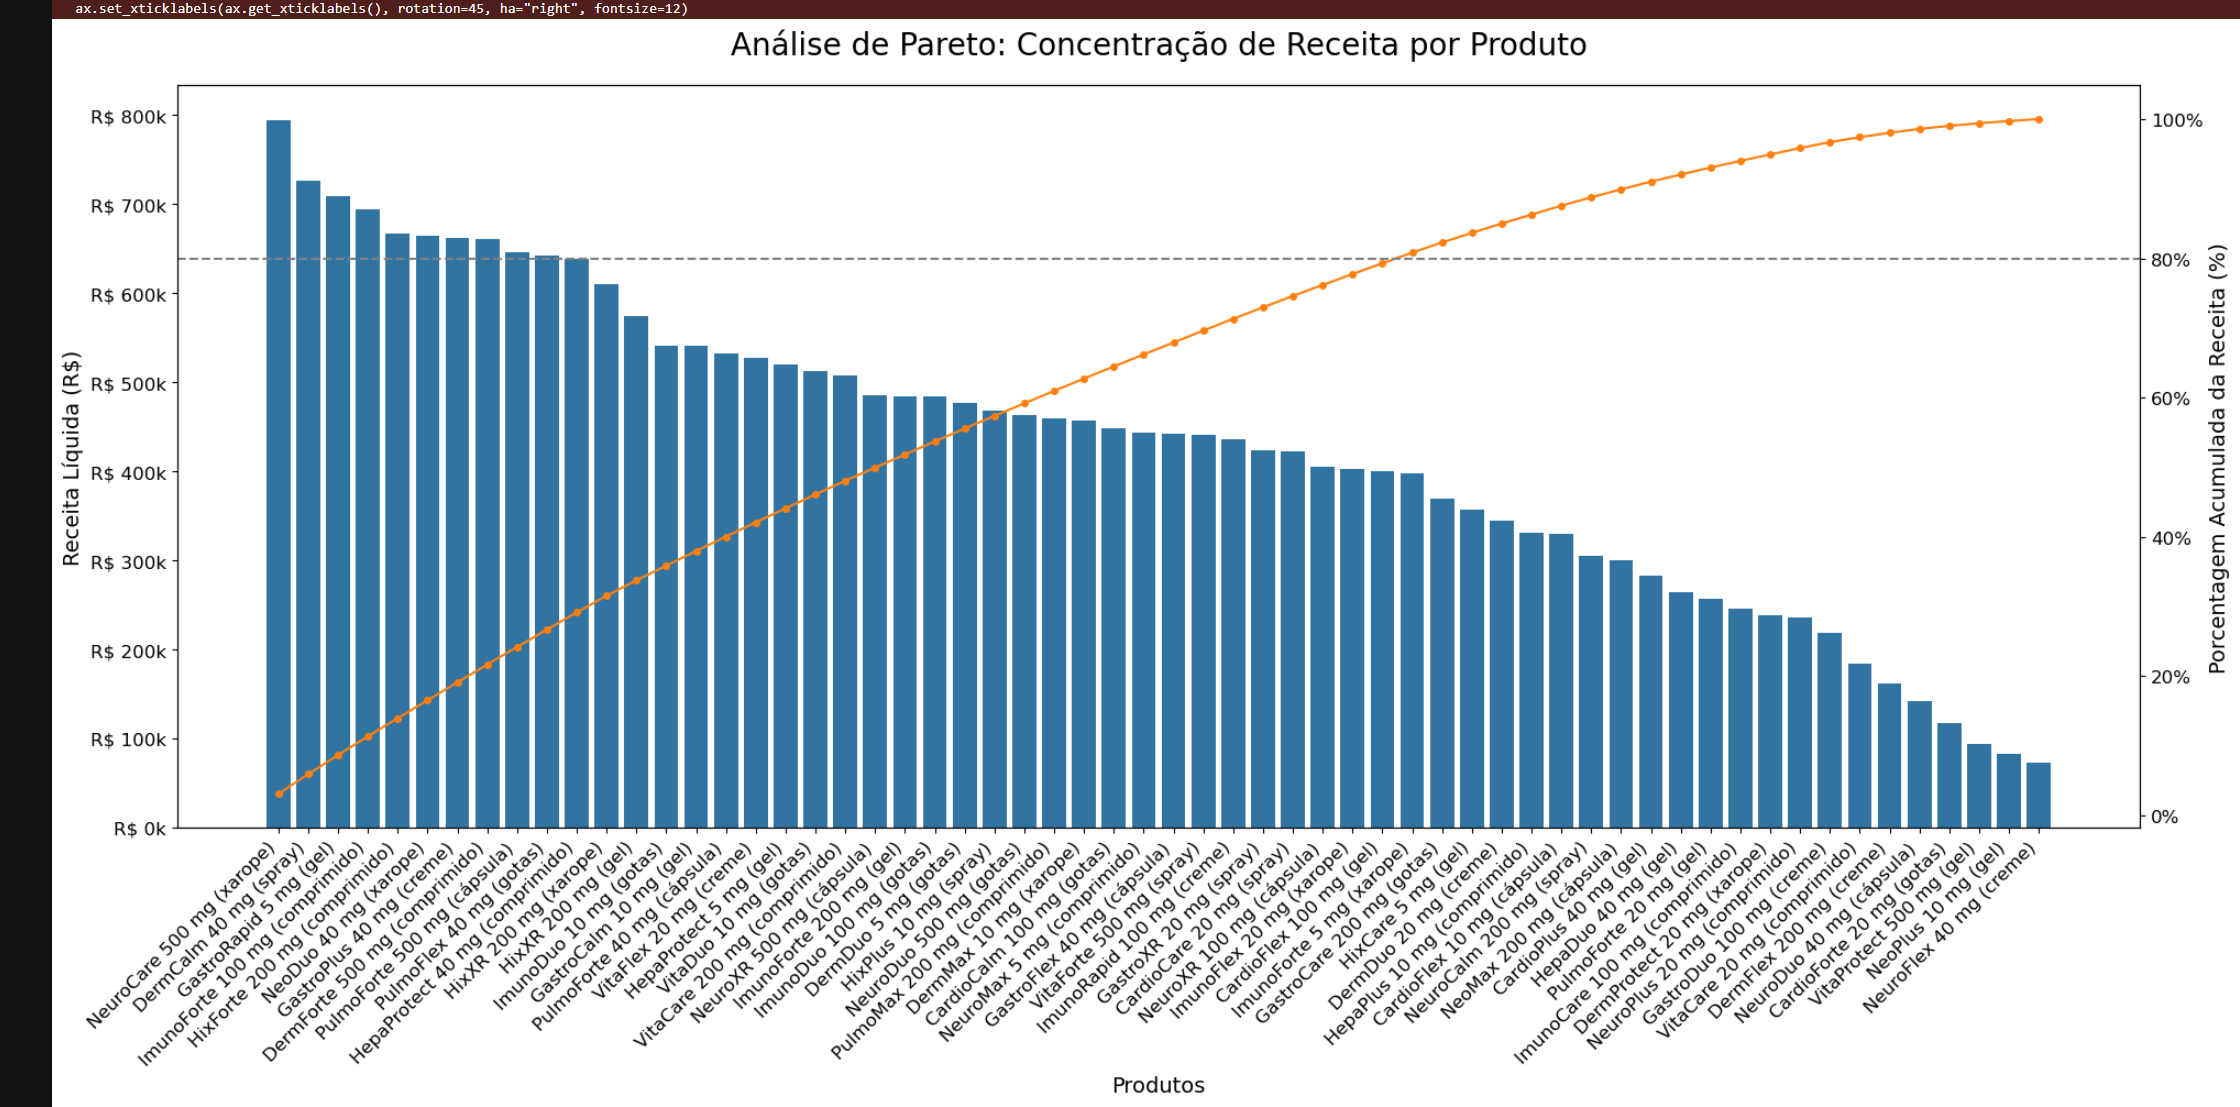 ax.set_xticklabels(ax.get_xticklabels(), rotation=45, ha="right", fontsize=12)
Análise de Pareto: Concentração de Receita por Produto
Receita Líquida (R$)
R$ 800k
R$ 700k
R$ 600k
R$ 500k
R$ 400k
R$ 300k
R$ 200k
R$ 100k
R$ 0k
100%
80%
60%
40%
20%
0%
Porcentagem Acumulada da Receita (%)
NeuroCare 500 mg (xarope)
DermCalm 40 mg (spray)
GastroRapid 5 mg (gel)
ImunoForte 100 mg (comprimido)
HixForte 200 mg (comprimido)
NeoDuo 40 mg (xarope)
GastroPlus 40 mg (creme)
DermForte 500 mg (comprimido)
PulmoForte 500 mg (cápsula)
PulmoFlex 40 mg (gotas)
HepaProtect 40 mg (comprimido)
HixXR 200 mg (xarope)
HixXR 200 mg (gel)
ImunoDuo 10 mg (gotas)
GastroCalm 10 mg (gel)
PulmoForte 40 mg (cápsula)
VitaFlex 20 mg (creme)
HepaProtect 5 mg (gel)
VitaDuo 10 mg (gotas)
VitaCare 200 mg (comprimido)
NeuroXR 500 mg (cápsula)
ImunoForte 200 mg (gel)
ImunoDuo 100 mg (gotas)
DermDuo 5 mg (gotas)
HixPlus 10 mg (spray)
NeuroDuo 500 mg (gotas)
PulmoMax 200 mg (comprimido)
DermMax 10 mg (xarope)
CardioCalm 100 mg (gotas)
NeuroMax 5 mg (comprimido)
GastroFlex 40 mg (cápsula)
VitaForte 500 mg (spray)
ImunoRapid 100 mg (creme)
GastroXR 20 mg (spray)
CardioCare 20 mg (spray)
NeuroXR 100 mg (cápsula)
ImunoFlex 20 mg (xarope)
CardioFlex 100 mg (gel)
ImunoForte 5 mg (xarope)
GastroCare 200 mg (gotas)
HixCare 5 mg (gel)
DermDuo 20 mg (creme)
HepaPlus 10 mg (comprimido)
CardioFlex 10 mg (cápsula)
NeuroCalm 200 mg (spray)
NeoMax 200 mg (cápsula)
CardioPlus 40 mg (gel)
HepaDuo 40 mg (gel)
PulmoForte 20 mg (gel)
ImunoCare 100 mg (comprimido)
DermProtect 20 mg (xarope)
NeuroPlus 20 mg (comprimido)
GastroDuo 100 mg (creme)
VitaCare 20 mg (comprimido)
DermFlex 200 mg (creme)
NeuroDuo 40 mg (cápsula)
CardioForte 20 mg (gotas)
VitaProtect 500 mg (gel)
NeoPlus 10 mg (gel)
NeuroFlex 40 mg (creme)
Produtos